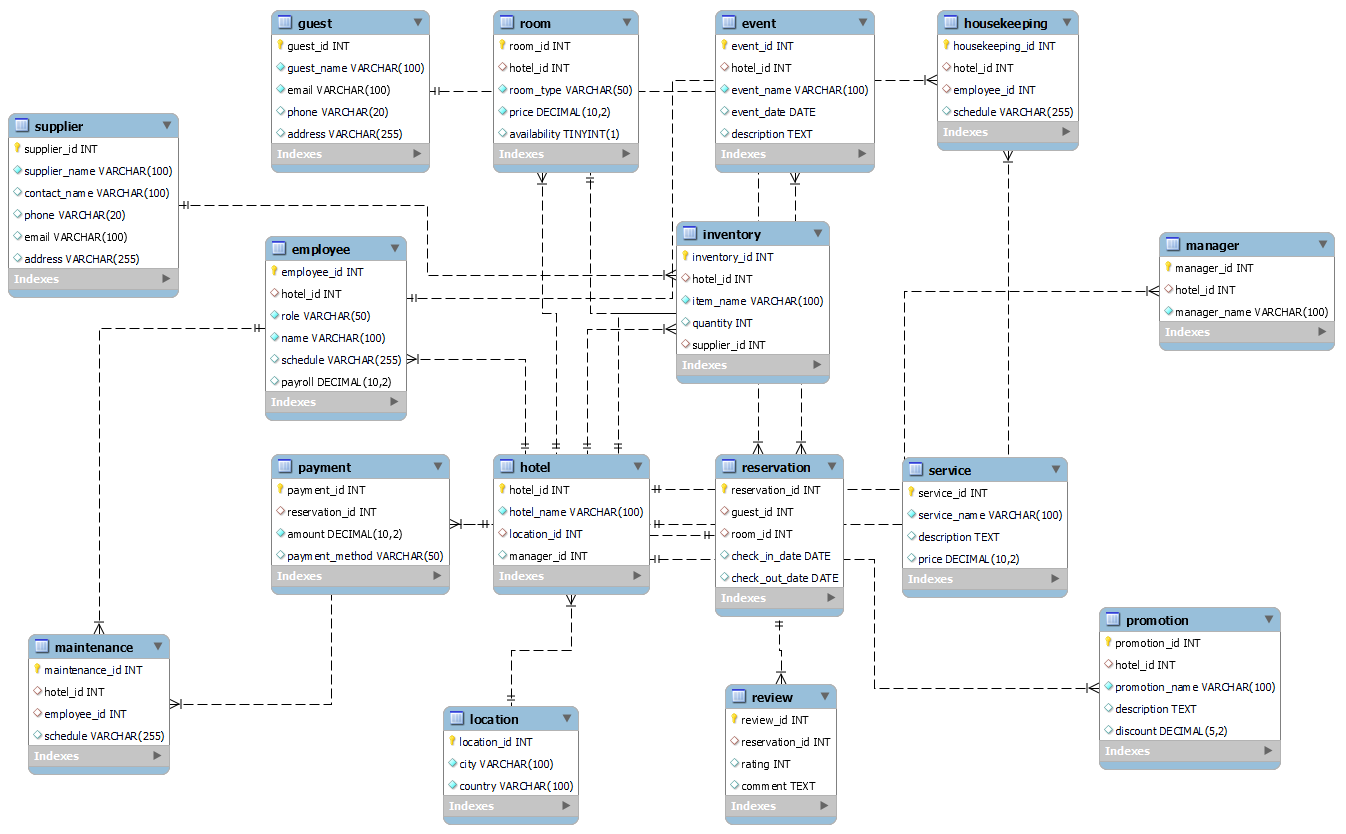 guest
guest_id INT
guest_name VARCHAR(100)
email VARCHAR(100)
phone VARCHAR(20)
address VARCHAR(255)
Indexes
room
room_id INT
hotel_id INT
room_type VARCHAR(50)
price DECIMAL(10,2)
availability TINYINT(1)
Indexes
event
event_id INT
hotel_id INT
event_name VARCHAR(100)
event_date DATE
description TEXT
Indexes
housekeeping
housekeeping_id INT
hotel_id INT
employee_id INT
schedule VARCHAR(255)
Indexes
supplier
supplier_id INT
supplier_name VARCHAR(100)
contact_name VARCHAR(100)
phone VARCHAR(20)
email VARCHAR(100)
address VARCHAR(255)
Indexes
employee
employee_id INT
hotel_id INT
role VARCHAR(50)
name VARCHAR(100)
schedule VARCHAR(255)
payroll DECIMAL(10,2)
Indexes
inventory
inventory_id INT
hotel_id INT
item_name VARCHAR(100)
quantity INT
supplier_id INT
Indexes
manager
manager_id INT
hotel_id INT
manager_name VARCHAR(100)
Indexes
payment
payment_id INT
reservation_id INT
amount DECIMAL(10,2)
payment_method VARCHAR(50)
Indexes
hotel
hotel_id INT
hotel_name VARCHAR(100)
location_id INT
manager_id INT
Indexes
reservation
reservation_id INT
guest_id INT
room_id INT
check_in_date DATE
check_out_date DATE
Indexes
service
service_id INT
service_name VARCHAR(100)
description TEXT
price DECIMAL(10,2)
Indexes
maintenance
maintenance_id INT
hotel_id INT
employee_id INT
schedule VARCHAR(255)
Indexes
location
location_id INT
city VARCHAR(100)
country VARCHAR(100)
Indexes
review
review_id INT
reservation_id INT
rating INT
comment TEXT
Indexes
promotion
promotion_id INT
hotel_id INT
promotion_name VARCHAR(100)
description TEXT
discount DECIMAL(5,2)
Indexes